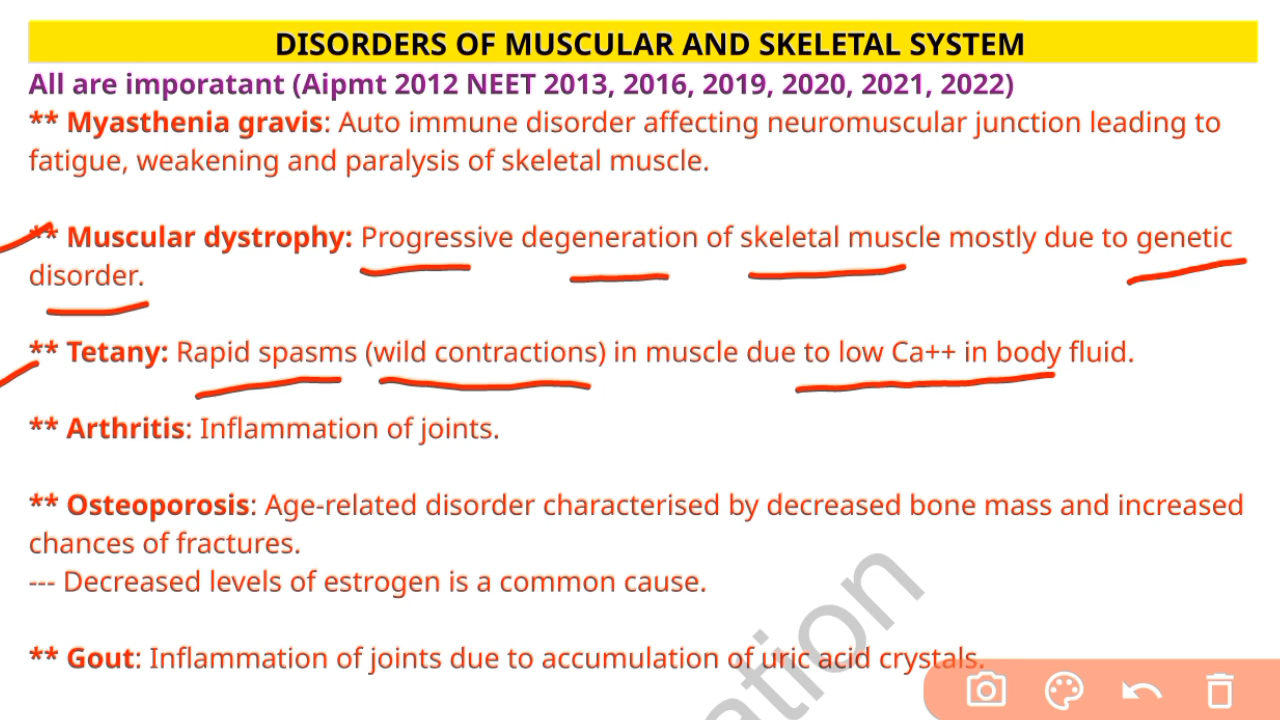 DISORDERS OF MUSCULAR AND SKELETAL SYSTEM
All are imporatant (Aipmt 2012 NEET 2013, 2016, 2019, 2020, 2021, 2022)
** Myasthenia gravis: Auto immune disorder affecting neuromuscular junction leading to
fatigue, weakening and paralysis of skeletal muscle.
** Muscular dystrophy: Progressive degeneration of skeletal muscle mostly due to genetic
disorder.
** Tetany: Rapid spasms (wild contractions) in muscle due to low Ca++ in body fluid.
** Arthritis: Inflammation of joints.
** Osteoporosis: Age-related disorder characterised by decreased bone mass and increased
chances of fractures.
--- Decreased levels of estrogen is a common cause.
** Gout: Inflammation of joints due to accumulation of uric acid crystals.